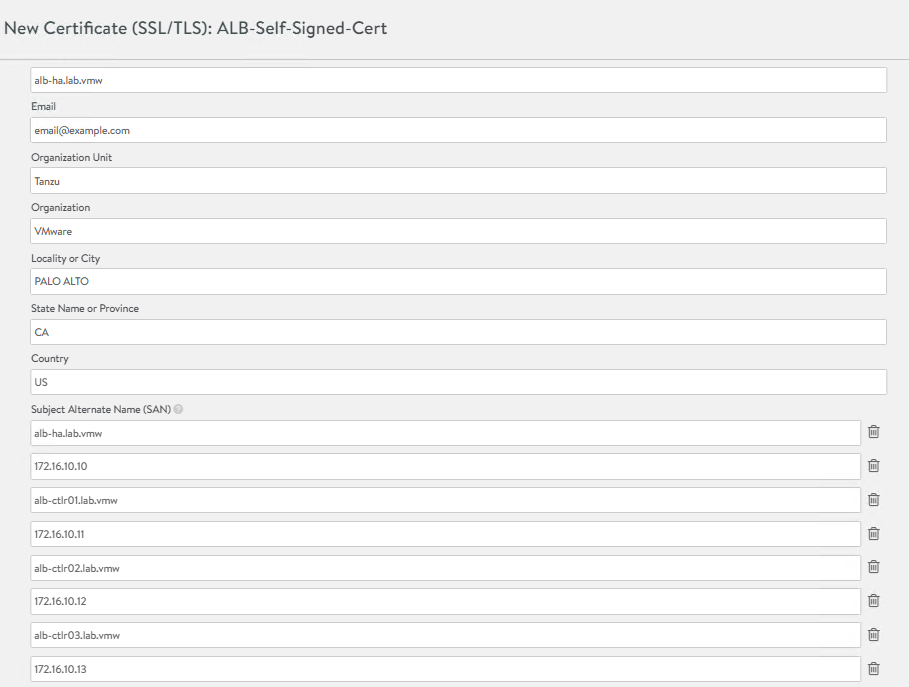 New Certificate (SSL/TLS): ALB-Self-Signed-Cert
alb-ha.lab.vmw
Email
email@example.com
Organization Unit
Tanzu
Organization
VMware
Locality or City
PALO ALTO
State Name or Province
CA
Country
US
Subject Alternate Name (SAN) ?
alb-ha.lab.vmw
172.16.10.10
alb-ctlr01.lab.vmw
172.16.10.11
alb-ctlr02.lab.vmw
172.16.10.12
alb-ctlr03.lab.vmw
172.16.10.13